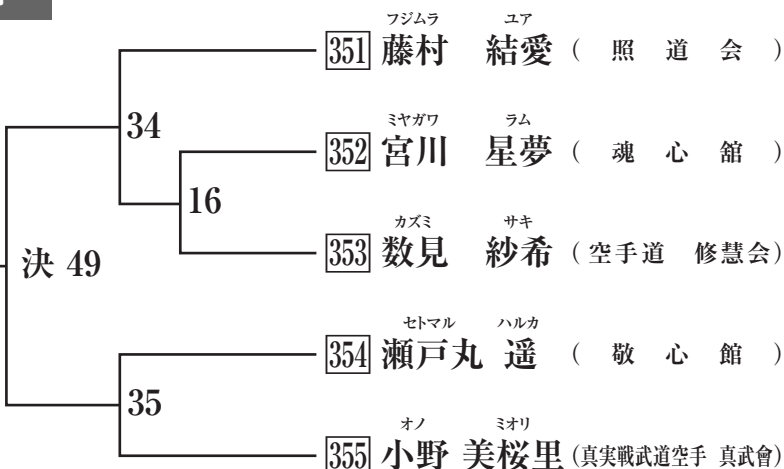 フジムラ ユア
351 藤村 結愛 ( 照 道 会 )
34
ミヤガワ ラム
352 宮川 星夢 ( 魂 心 舘 )
16
カズミ サキ
353 数見 紗希 (空手道 修慧会)
決 49
セトマル ハルカ
354 瀬戸丸 遥 ( 敬 心 館 )
35
オノ ミオリ
355 小野 美桜里 (真実戦武道空手 真武會)